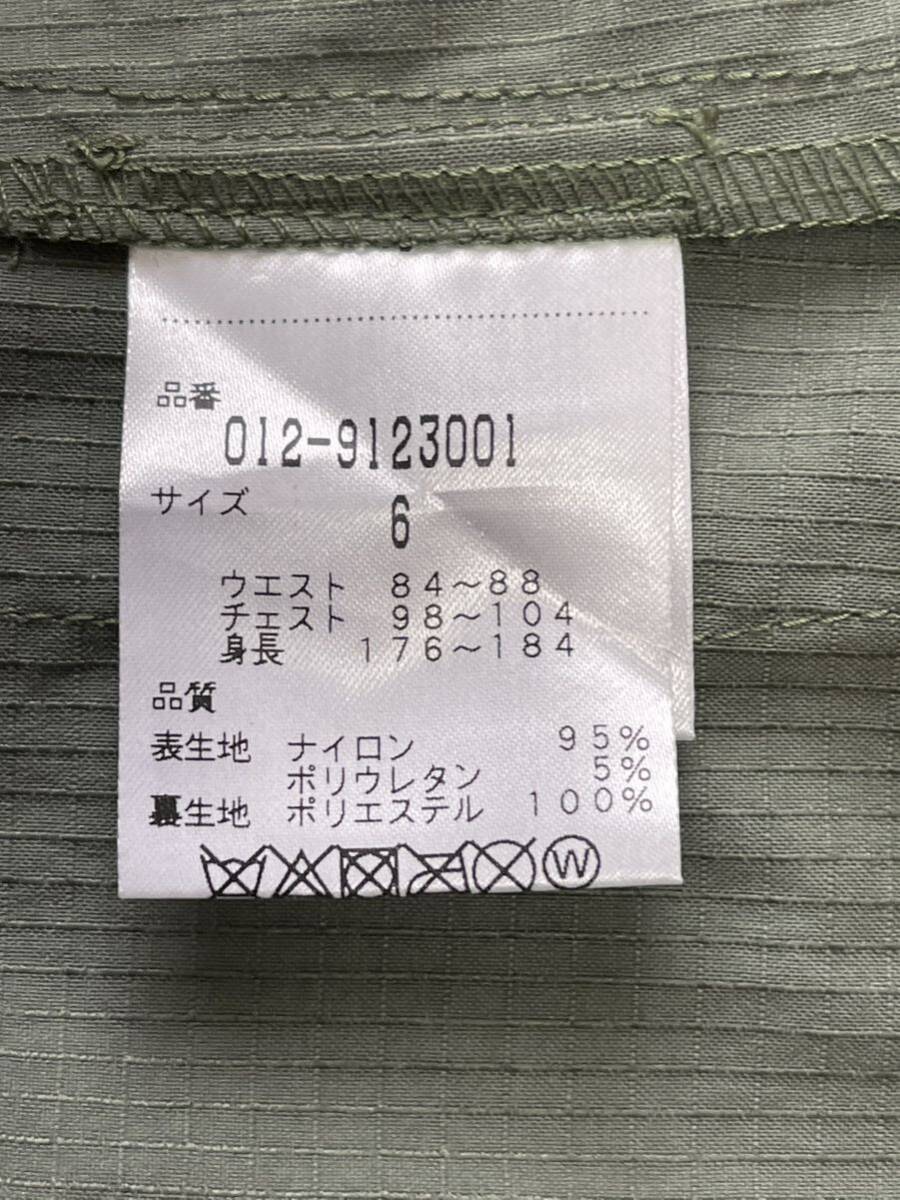 品番
012-9123001
サイズ 6
ウエスト 84～88
チェスト 98～104
身長 176～184
品質
表生地 ナイロン 95%
ポリウレタン 5%
裏生地 ポリエステル 100%
W